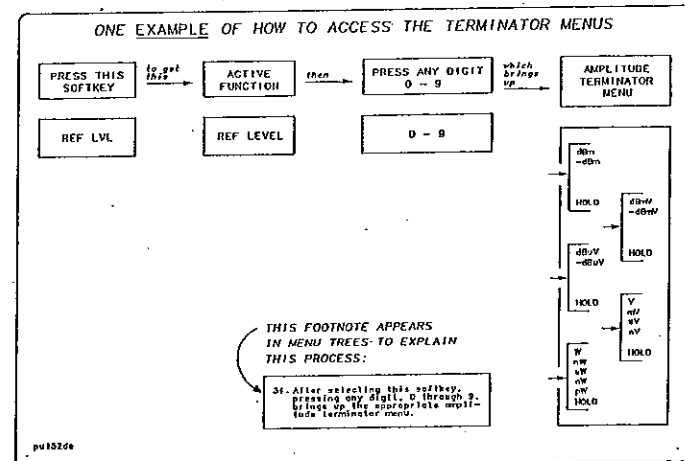 ONE EXAMPLE OF HOW TO ACCESS THE TERMINATOR MENUS
PRESS THIS
SOFTKEY
to get
this
ACTIVE
FUNCTION
then
PRESS ANY DIGIT
0 - 9
which
brings
up
AMPLITUDE
TERMINATOR
MENU
REF LVL
REF LEVEL
0 - 9
dBm
-dBm
HOLD
dBmV
-dBmV
HOLD
dBuV
-dBuV
HOLD
V
mV
uV
nV
HOLD
W
mW
uW
nW
pW
HOLD
THIS FOOTNOTE APPEARS
IN MENU TREES TO EXPLAIN
THIS PROCESS:
34. After selecting this softkey,
pressing any digit, 0 through 9,
brings up the appropriate ampli-
tude terminator menu.
pu152de